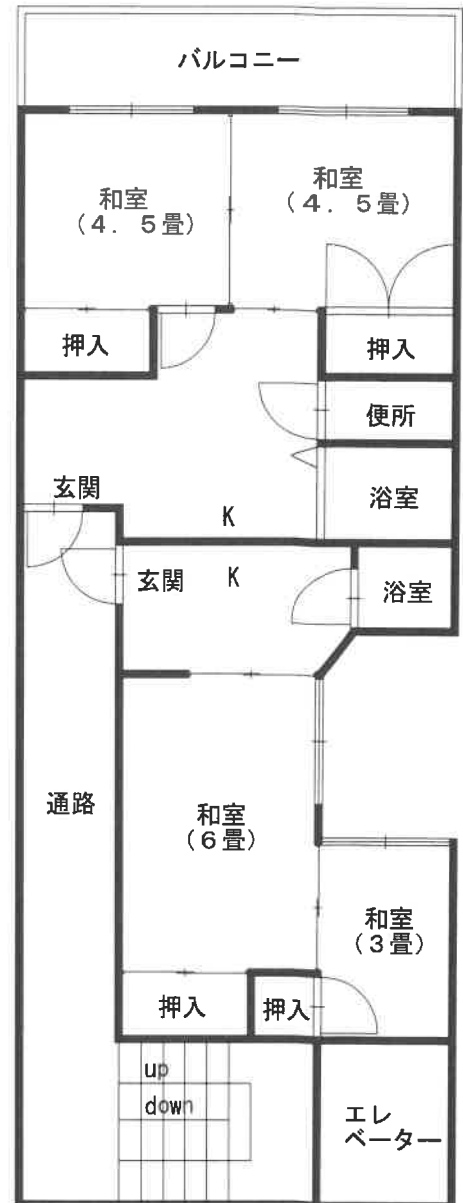 バルコニー
和室
（4．5畳）
和室
（4．5畳）
押入
押入
便所
玄関
K
浴室
玄関
K
浴室
通路
和室
（6畳）
和室
（3畳）
押入
押入
up
down
エレ
ベーター